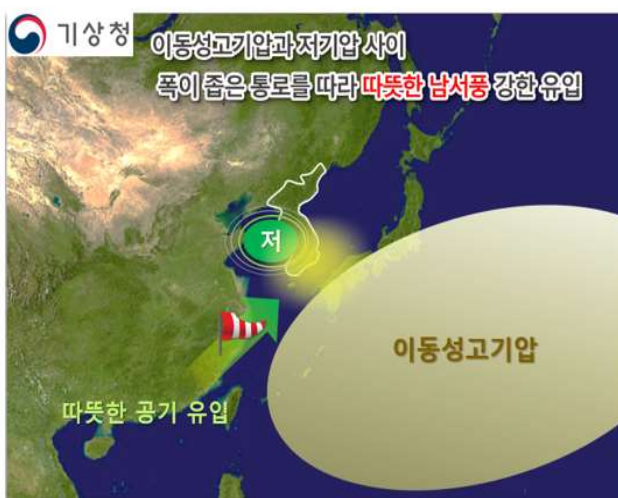 기상청
이동성고기압과 저기압 사이
폭이 좁은 통로를 따라 따뜻한 남서풍 강한 유입
저
이동성고기압
따뜻한 공기 유입